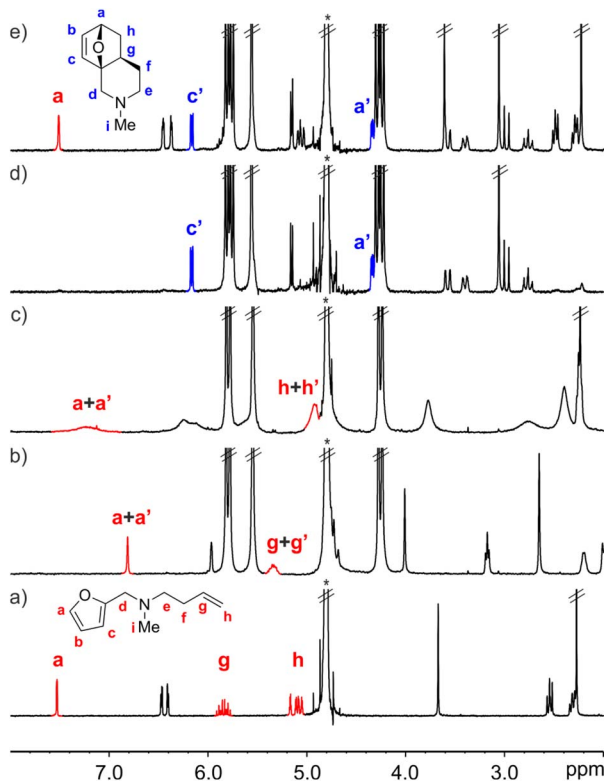 e)
a
b
h
O
g
c
f
d
e
N
Me
i
a
c’
a’
*
d)
c’
a’
*
c)
a+a’
h+h’
*
b)
a+a’
g+g’
*
a)
O
a
d
e
g
N
b
c
f
h
i
Me
a
g
h
*
7.0 6.0 5.0 4.0 3.0 ppm